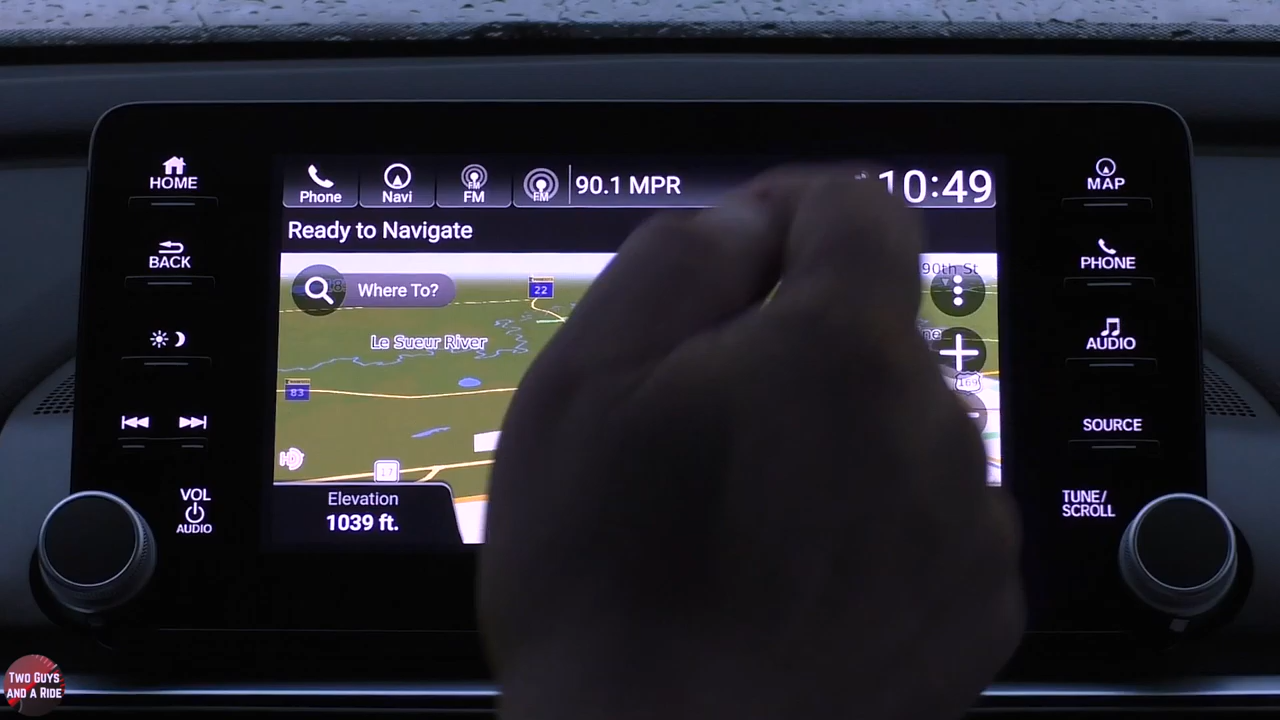 HOME
BACK
VOL
AUDIO
Phone
Navi
FM
FM
FM
90.1 MPR
10:49
Ready to Navigate
Where To?
22
90th St
Le Sueur River
83
169
17
Elevation
1039 ft.
MAP
PHONE
AUDIO
SOURCE
TUNE/
SCROLL
TWO GUYS
AND A RIDE